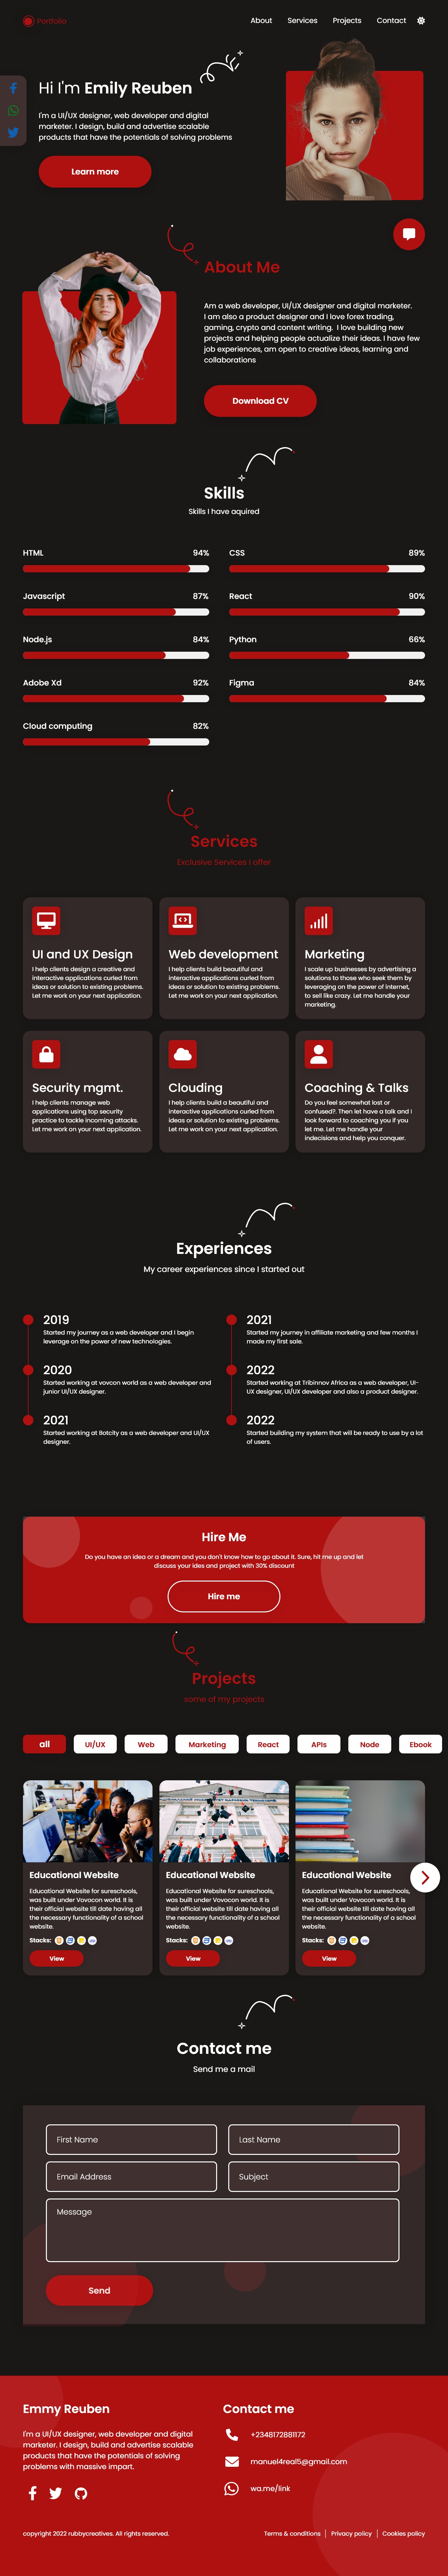 Portfolio
About Services Projects Contact
Hi I'm Emily Reuben
I'm a UI/UX designer, web developer and digital
marketer. I design, build and advertise scalable
products that have the potentials of solving problems
Learn more
About Me
Am a web developer, UI/UX designer and digital marketer.
I am also a product designer and I love forex trading,
gaming, crypto and content writing. I love building new
projects and helping people actualize their ideas. I have few
job experiences, am open to creative ideas, learning and
collaborations
Download CV
Skills
Skills I have aquired
HTML 94%
CSS 89%
Javascript 87%
React 90%
Node.js 84%
Python 66%
Adobe Xd 92%
Figma 84%
Cloud computing 82%
Services
Exclusive Services I offer
UI and UX Design
I help clients design a creative and
interactive applications curled from
ideas or solution to existing problems.
Let me work on your next application.
Web development
I help clients build beautiful and
interactive applications curled from
ideas or solution to existing problems.
Let me work on your next application.
Marketing
I scale up businesses by advertising a
solutions to those who seek them by
leveraging on the power of internet,
to sell like crazy. Let me handle your
marketing.
Security mgmt.
I help clients manage web
applications using top security
practice to tackle incoming attacks.
Let me work on your next application.
Clouding
I help clients build a beautiful and
interactive applications curled from
ideas or solution to existing problems.
Let me work on your next application.
Coaching & Talks
Do you feel somewhat lost or
confused?. Then let have a talk and I
look forward to coaching you if you
let me. Let me handle your
indecisions and help you conquer.
Experiences
My career experiences since I started out
2019
Started my journey as a web developer and I begin
leverage on the power of new technologies.
2020
Started working at vovcon world as a web developer and
junior UI/UX designer.
2021
Started working at Botcity as a web developer and UI/UX
designer.
2021
Started my journey in affiliate marketing and few months I
made my first sale.
2022
Started working at Tribinnov Africa as a web developer, UI-
UX designer, UI/UX developer and also a product designer.
2022
Started building my system that will be ready to use by a lot
of users.
Hire Me
Do you have an idea or a dream and you don't know how to go about it. Sure, hit me up and let
discuss your ides and project with 30% discount
Hire me
Projects
some of my projects
all UI/UX Web Marketing React APIs Node Ebook
Educational Website
Educational Website for sureschools,
was built under Vovocon world. It is
their official website till date having all
the necessary functionality of a school
website.
Stacks:
View
Educational Website
Educational Website for sureschools,
was built under Vovocon world. It is
their official website till date having all
the necessary functionality of a school
website.
Stacks:
View
Educational Website
Educational Website for sureschools,
was built under Vovocon world. It is
their official website till date having all
the necessary functionality of a school
website.
Stacks:
View
Contact me
Send me a mail
First Name
Last Name
Email Address
Subject
Message
Send
Emmy Reuben
I'm a UI/UX designer, web developer and digital
marketer. I design, build and advertise scalable
products that have the potentials of solving
problems with massive impart.
Contact me
+2348172881172
manuel4real5@gmail.com
wa.me/link
copyright 2022 rubbycreatives. All rights reserved.
Terms & conditions | Privacy policy | Cookies policy